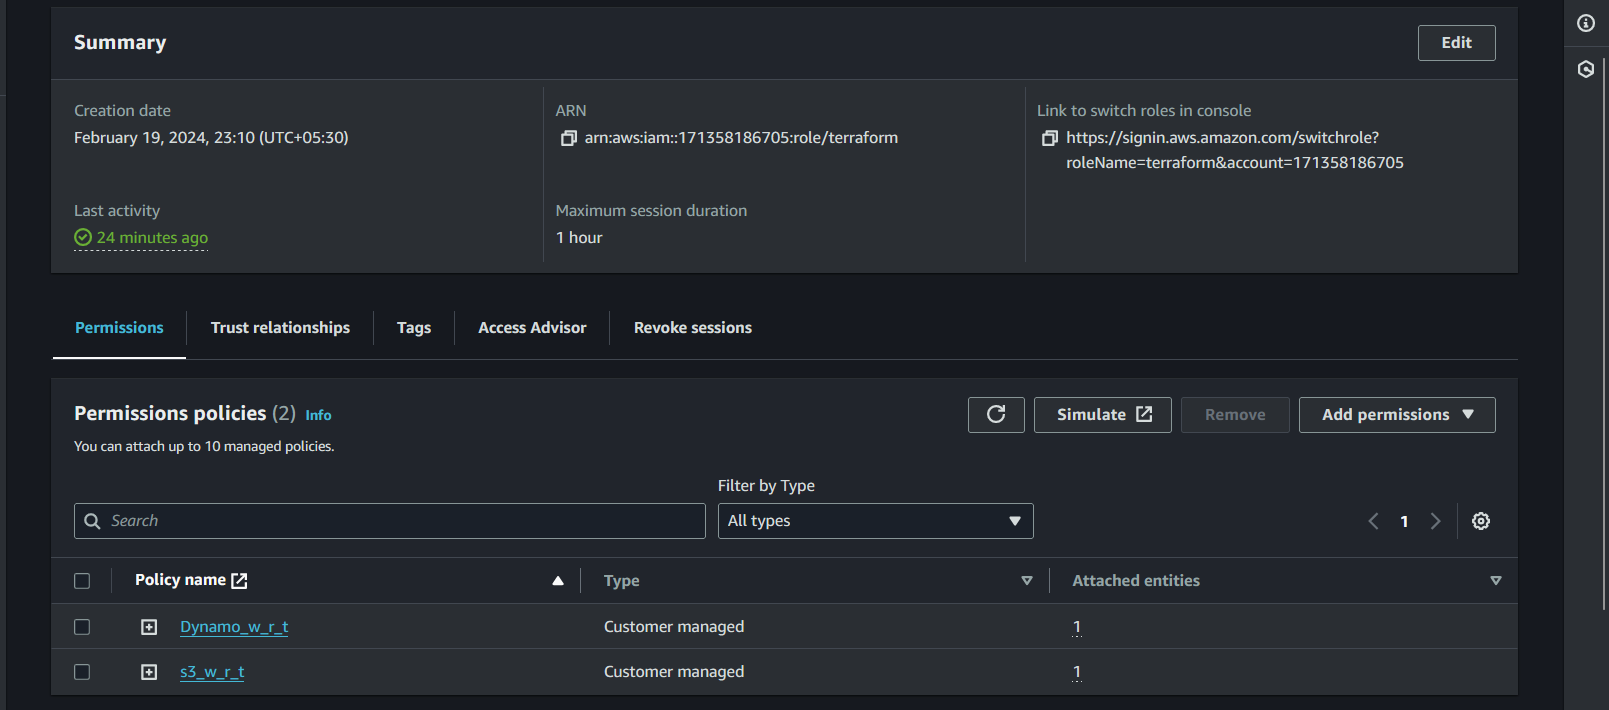 Summary
Edit
Creation date
February 19, 2024, 23:10 (UTC+05:30)
ARN
arn:aws:iam::171358186705:role/terraform
Link to switch roles in console
https://signin.aws.amazon.com/switchrole?
roleName=terraform&account=171358186705
Last activity
24 minutes ago
Maximum session duration
1 hour
Permissions
Trust relationships
Tags
Access Advisor
Revoke sessions
Permissions policies (2) Info
You can attach up to 10 managed policies.
Simulate
Remove
Add permissions
Filter by Type
Search
All types
1
Policy name
Type
Attached entities
Dynamo_w_r_t
Customer managed
1
s3_w_r_t
Customer managed
1